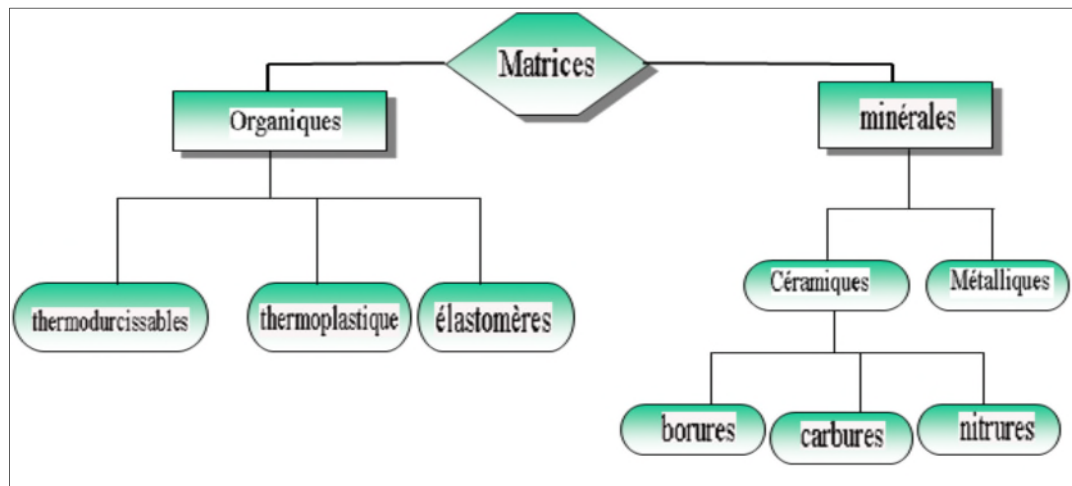 Matrices
Organiques
minérales
thermodurcissables
thermoplastique
élastomères
Céramiques
Métalliques
borures
carbures
nitrures